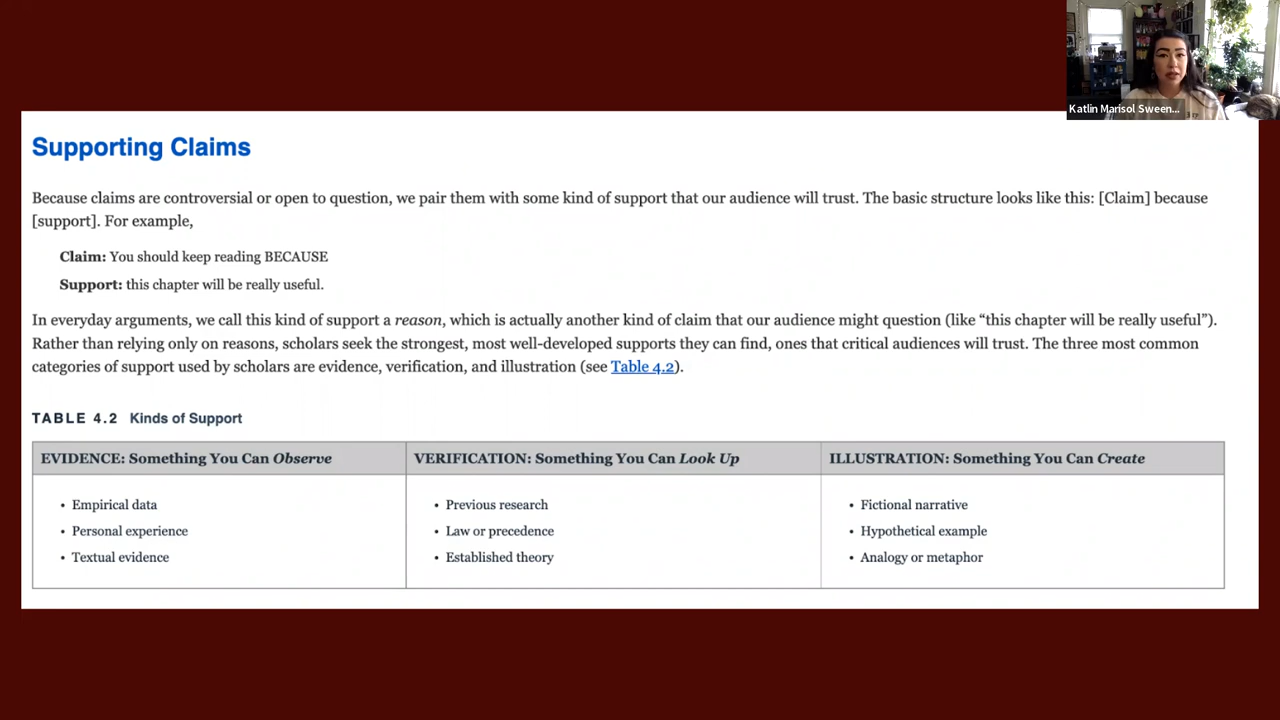 Katlin Marisol Sween...
Supporting Claims
Because claims are controversial or open to question, we pair them with some kind of support that our audience will trust. The basic structure looks like this: [Claim] because
[support]. For example,
Claim: You should keep reading BECAUSE
Support: this chapter will be really useful.
In everyday arguments, we call this kind of support a reason, which is actually another kind of claim that our audience might question (like “this chapter will be really useful”).
Rather than relying only on reasons, scholars seek the strongest, most well-developed supports they can find, ones that critical audiences will trust. The three most common
categories of support used by scholars are evidence, verification, and illustration (see Table 4.2).
TABLE 4.2 Kinds of Support
EVIDENCE: Something You Can Observe
• Empirical data
• Personal experience
• Textual evidence
VERIFICATION: Something You Can Look Up
• Previous research
• Law or precedence
• Established theory
ILLUSTRATION: Something You Can Create
• Fictional narrative
• Hypothetical example
• Analogy or metaphor